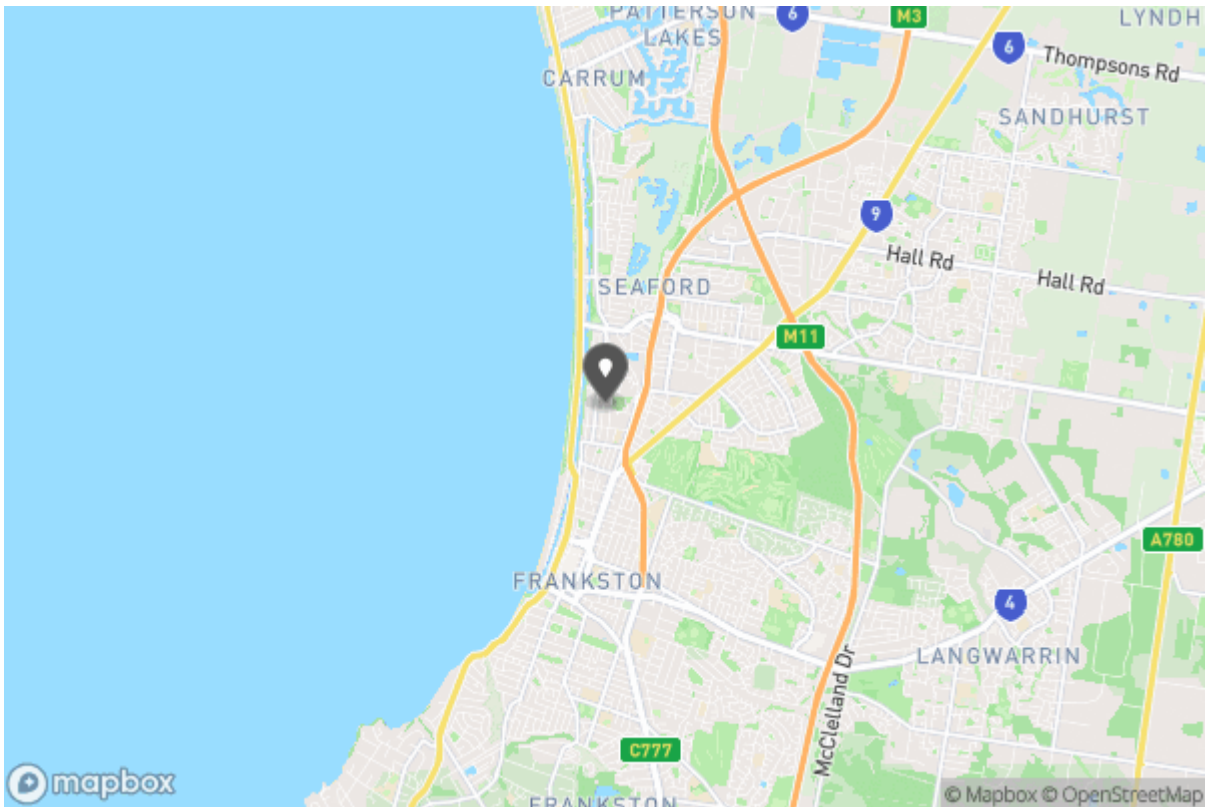 PATTERSON
LAKES
6
M3
LYNDH
6
Thompsons Rd
CARRUM
SANDHURST
9
Hall Rd
Hall Rd
SEAFORD
M11
A780
FRANKSTON
4
LANGWARRIN
McClelland Dr
C777
mapbox
FRANKSTON
© Mapbox © OpenStreetMap